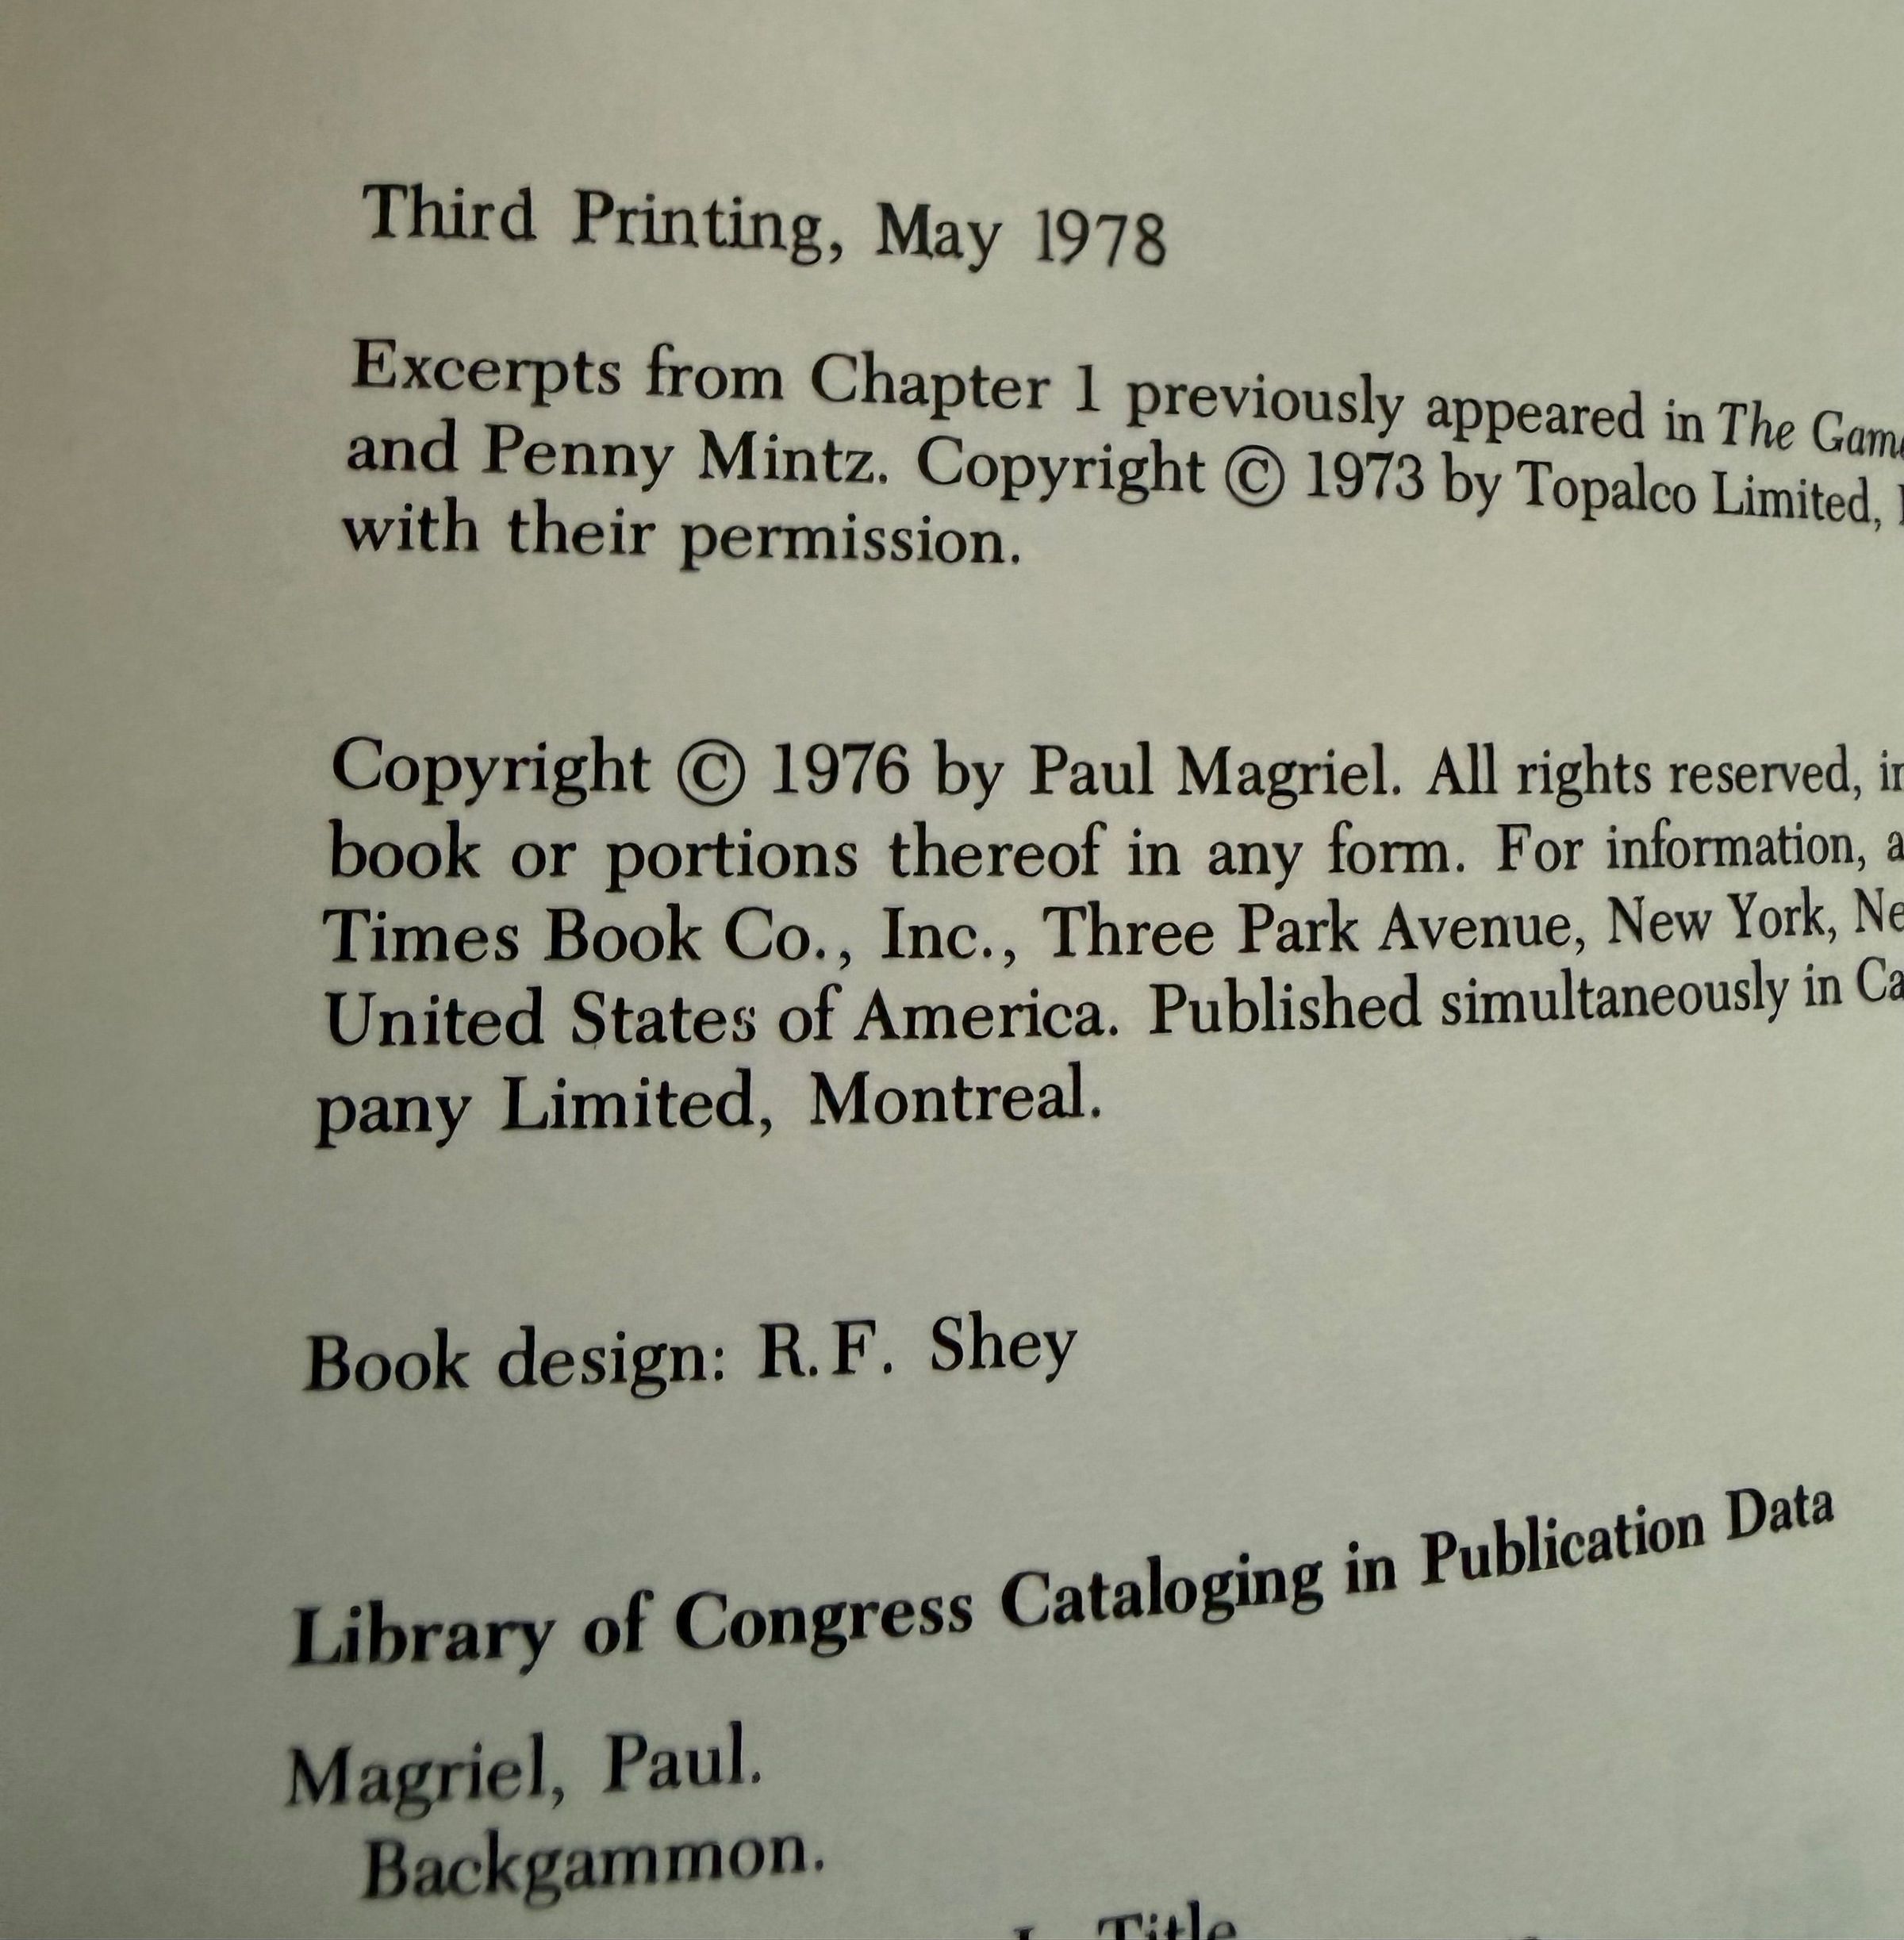 Third Printing, May 1978
Excerpts from Chapter 1 previously appeared in The
and Penny Mintz. Copyright © 1973 by Topalco Limited,
with their permission.
Copyright © 1976 by Paul Magriel. All rights reserved,
book or portions thereof in any form. For information,
Times Book Co., Inc., Three Park Avenue, New York,
United States of America. Published simultaneously in
pany Limited, Montreal.
Book design: R.F. Shey
Library of Congress Cataloging in Publication Data
Magriel, Paul.
Backgammon.
I. Title